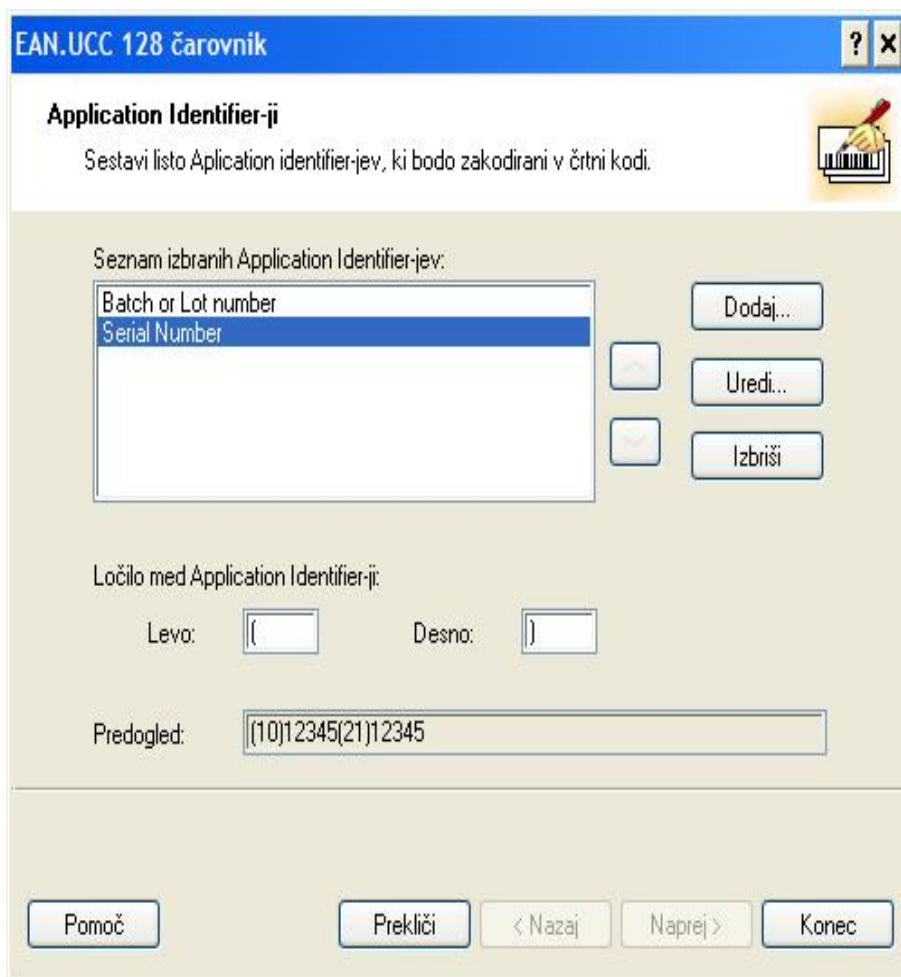 EAN.UCC 128 čarovnik
Application Identifier-ji
Sestavi listo Aplication identifier-jev, ki bodo zakodirani v črtni kodi.
Seznam izbranih Application Identifier-jev:
Batch or Lot number
Serial Number
Dodaj...
Uredi...
Izbriši
Ločilo med Application Identifier-ji:
Levo: ( Desno: )
Predogled: (10)12345(21)12345
Pomoč Prekliči < Nazaj Naprej > Konec